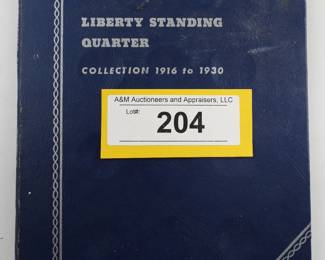 LIBERTY STANDING
QUARTER
COLLECTION 1916 to 1930
A&M Auctioneers and Appraisers, LLC
Lot#:
204